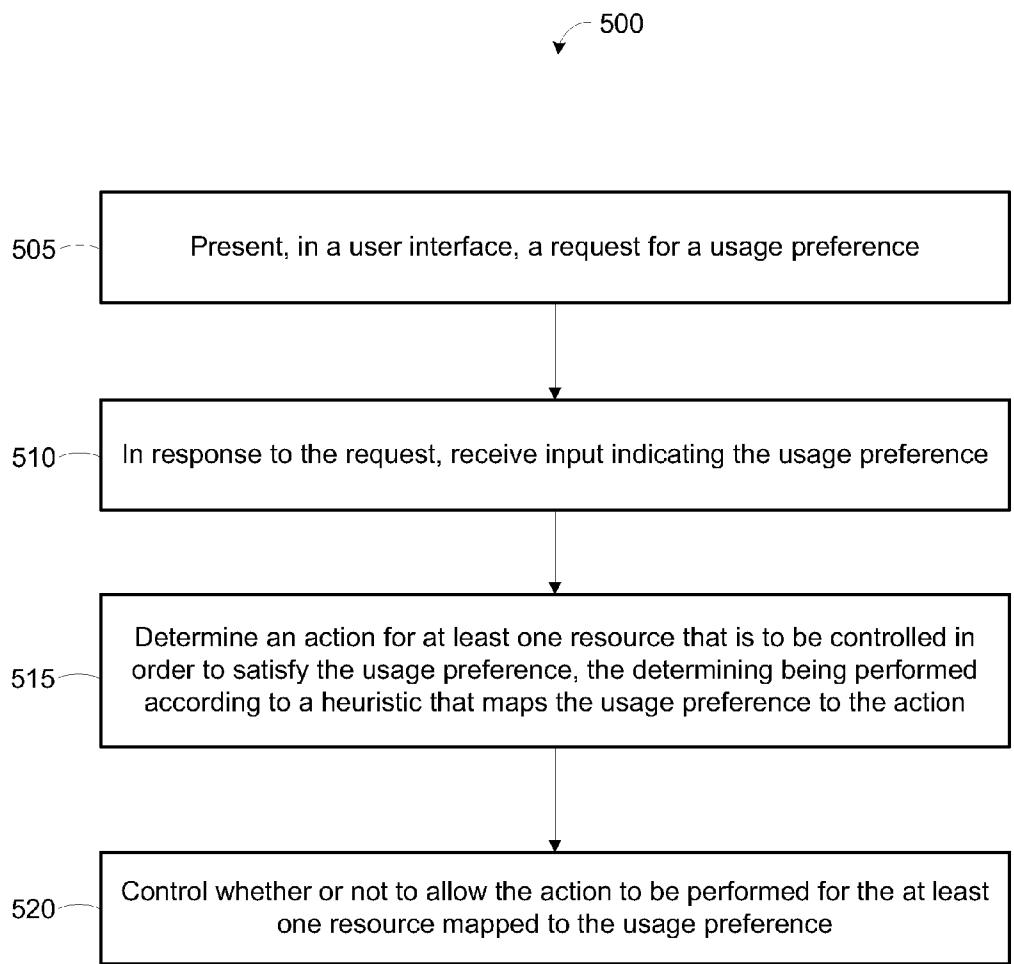 500
505
Present, in a user interface, a request for a usage preference
510
In response to the request, receive input indicating the usage preference
515
Determine an action for at least one resource that is to be controlled in
order to satisfy the usage preference, the determining being performed
according to a heuristic that maps the usage preference to the action
520
Control whether or not to allow the action to be performed for the at least
one resource mapped to the usage preference